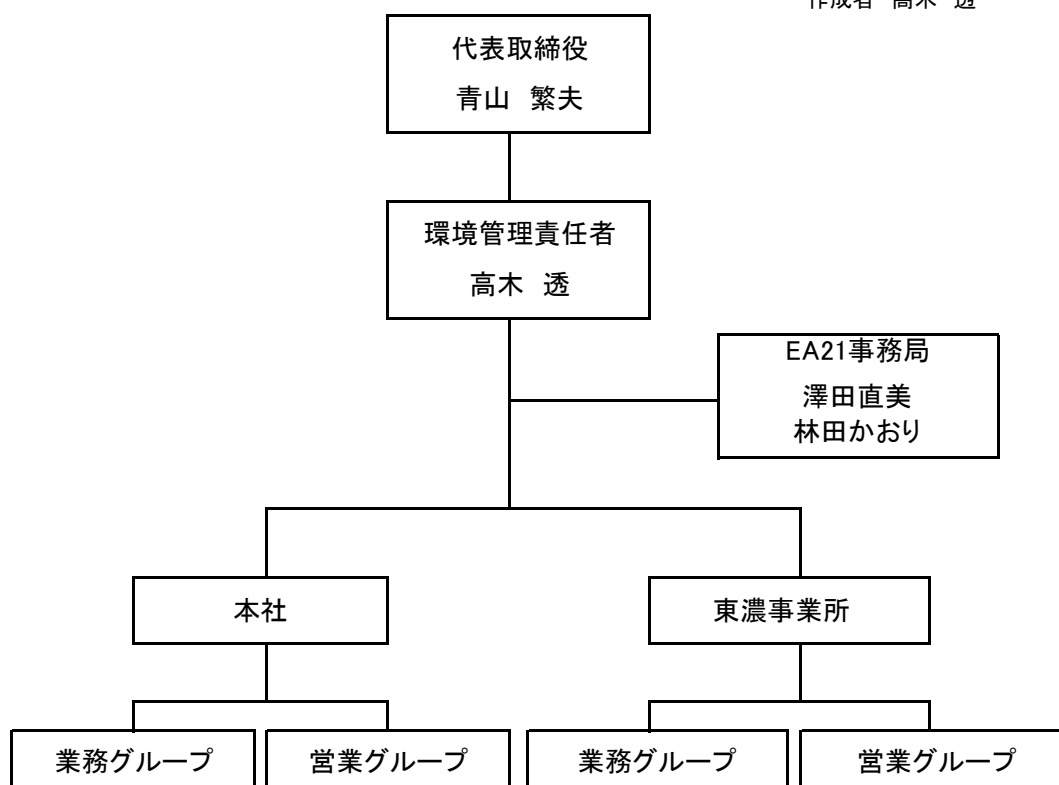 作成者 高木 透
代表取締役
青山 繁夫
環境管理責任者
高木 透
EA21事務局
澤田直美
林田かおり
本社
東濃事業所
業務グループ
営業グループ
業務グループ
営業グループ